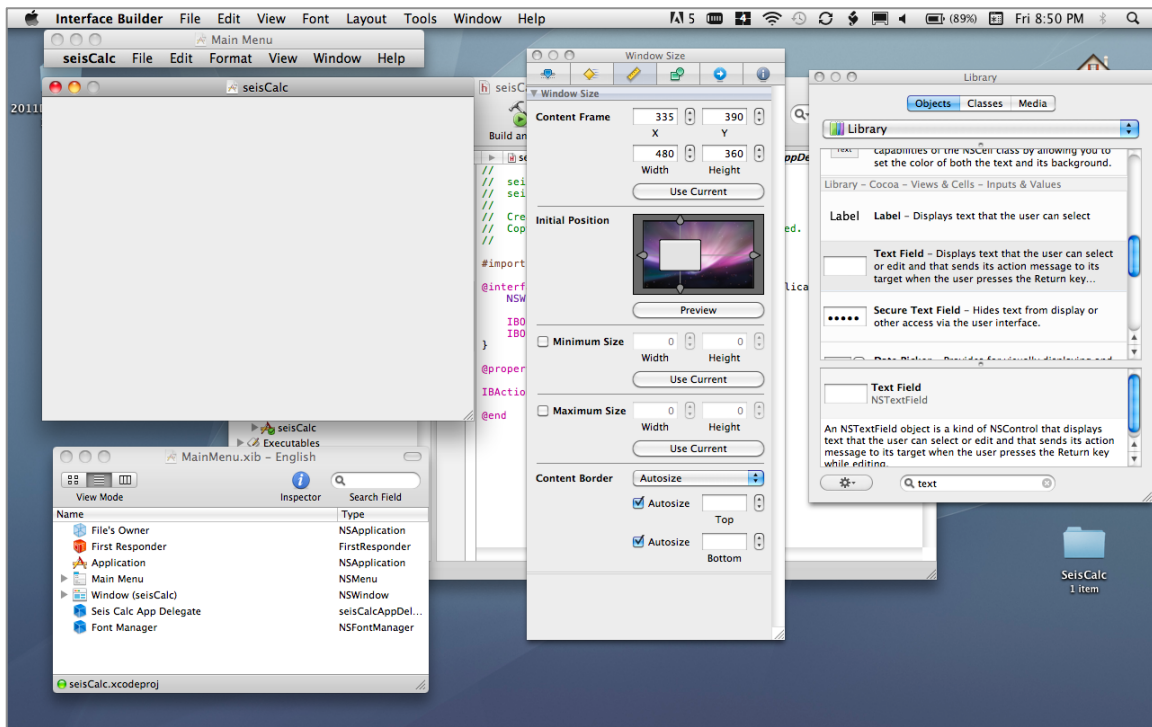 Interface Builder File Edit View Font Layout Tools Window Help
5 4 (89%) Fri 8:50 PM
Main Menu
seisCalc File Edit Format View Window Help
seisCalc
2011
h seisC
Build an
// 
// seis
// seis
//
// Cre
// Cop
//
ed.
#import
@interf
NSW
IBO
IBO
}
@proper
IBActio
@end
seisCalc
Executables
MainMenu.xib – English
View Mode Inspector Search Field
Name Type
File's Owner NSApplication
First Responder FirstResponder
Application NSApplication
Main Menu NSMenu
Window (seisCalc) NSWindow
Seis Calc App Delegate seisCalcAppDel...
Font Manager NSFontManager
seisCalc.xcodeproj
Window Size
Window Size
Content Frame 335 390
X Y
480 360
Width Height
Use Current
Initial Position
Preview
Minimum Size 0 0
Width Height
Use Current
Maximum Size 0 0
Width Height
Use Current
Content Border Autosize
Autosize
Top
Autosize
Bottom
Library
Objects Classes Media
Library
Text capabilities of the NSCell class by allowing you to
set the color of both the text and its background.
Library – Cocoa – Views & Cells – Inputs & Values
Label Label – Displays text that the user can select
Text Field – Displays text that the user can select
or edit and that sends its action message to its
target when the user presses the Return key...
Secure Text Field – Hides text from display or
other access via the user interface.
Text Field
NSTextField
An NSTextField object is a kind of NSControl that displays
text that the user can select or edit and that sends its action
message to its target when the user presses the Return key
while editing.
text
SeisCalc
1 item